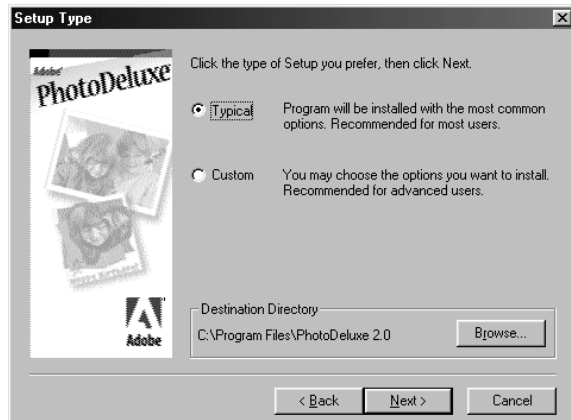 Setup Type
Adobe
PhotoDeluxe
Click the type of Setup you prefer, then click Next.
Typical
Program will be installed with the most common
options. Recommended for most users.
Custom
You may choose the options you want to install.
Recommended for advanced users.
Adobe
Destination Directory
C:\Program Files\PhotoDeluxe 2.0
Browse...
< Back
Next >
Cancel